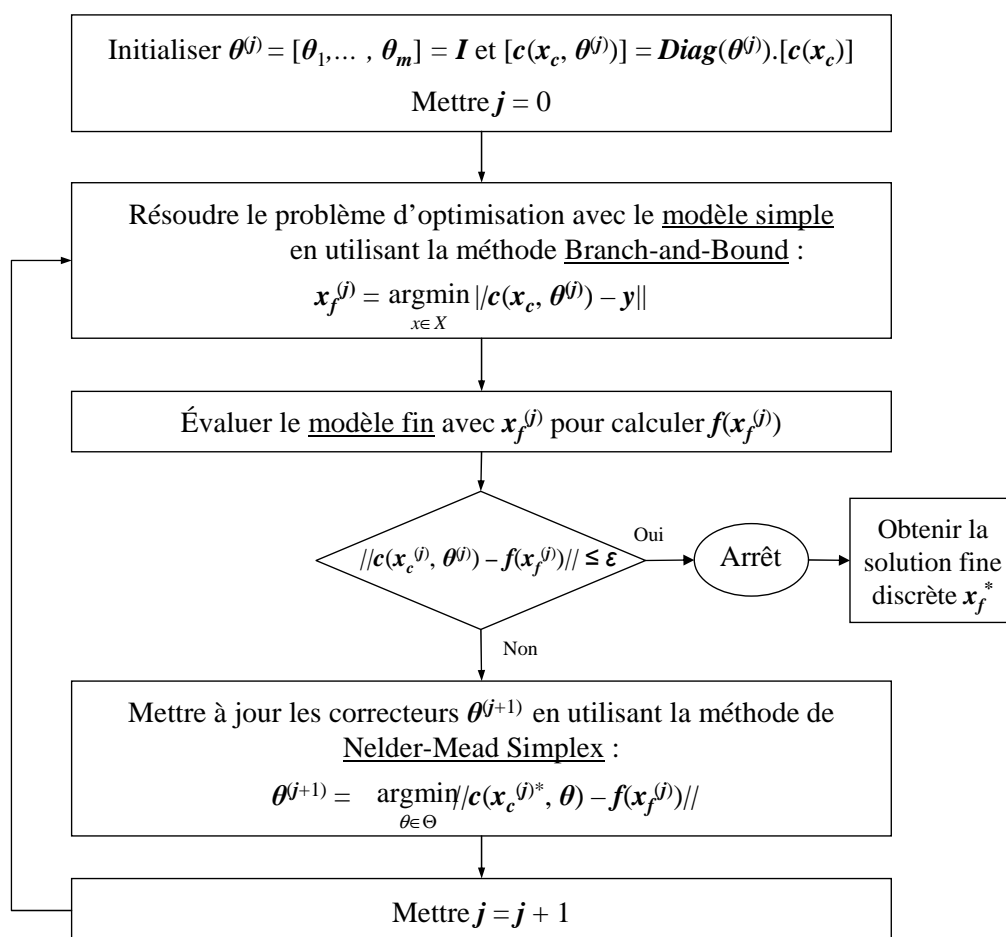 Initialiser θ^(j) = [θ_1,... , θ_m] = I et [c(x_c, θ^(j))] = Diag(θ^(j)).[c(x_c)]
Mettre j = 0
Résoudre le problème d'optimisation avec le modèle simple
en utilisant la méthode Branch-and-Bound :
x_f^(j) = argmin ||c(x_c, θ^(j)) – y||
x∈X
Évaluer le modèle fin avec x_f^(j) pour calculer f(x_f^(j))
//c(x_c^(j), θ^(j)) – f(x_f^(j))// ≤ ε
Oui
Arrêt
Obtenir la
solution fine
discrète x_f^*
Non
Mettre à jour les correcteurs θ^(j+1) en utilisant la méthode de
Nelder-Mead Simplex :
θ^(j+1) = argmin//c(x_c^(j)*, θ) – f(x_f^(j))//
θ∈Θ
Mettre j = j + 1